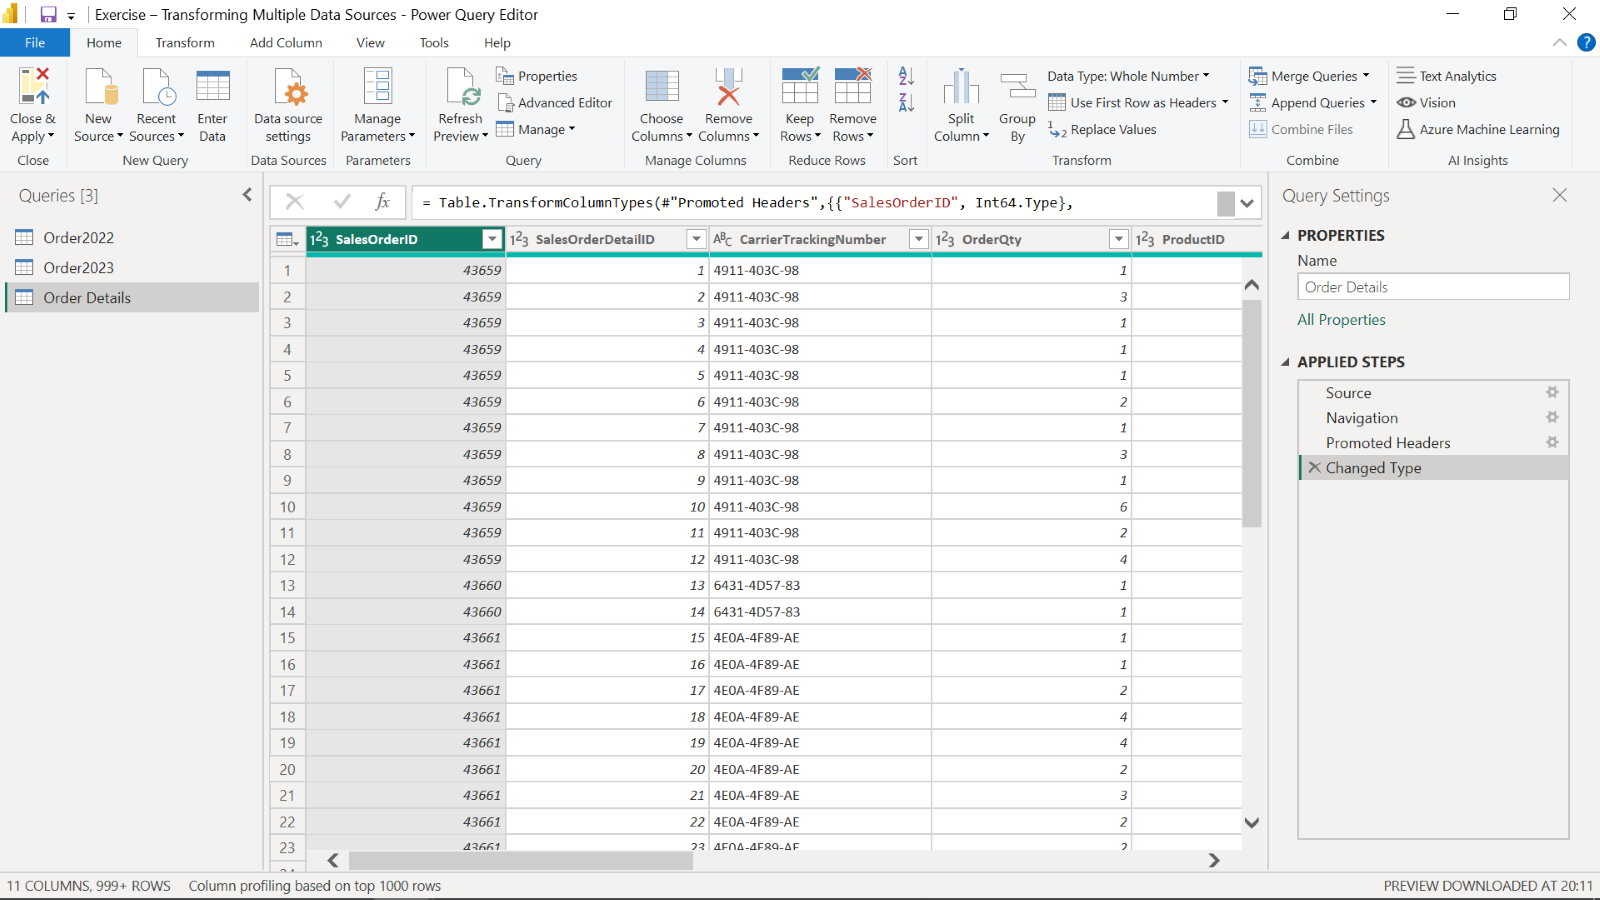 Exercise – Transforming Multiple Data Sources - Power Query Editor
File Home Transform Add Column View Tools Help
Close & Apply
Close
New Source
Recent Sources
Enter Data
New Query
Data source settings
Data Sources
Manage Parameters
Parameters
Refresh Preview
Properties
Advanced Editor
Manage
Query
Choose Columns
Remove Columns
Manage Columns
Keep Rows
Remove Rows
Reduce Rows
Sort
Split Column
Group By
Data Type: Whole Number
Use First Row as Headers
Replace Values
Transform
Merge Queries
Append Queries
Combine Files
Combine
Text Analytics
Vision
Azure Machine Learning
AI Insights
Queries [3]
Order2022
Order2023
Order Details
fx = Table.TransformColumnTypes(#"Promoted Headers",{{"SalesOrderID", Int64.Type},
123 SalesOrderID 123 SalesOrderDetailID ABC CarrierTrackingNumber 123 OrderQty 123 ProductID
1 43659 1 4911-403C-98 1
2 43659 2 4911-403C-98 3
3 43659 3 4911-403C-98 1
4 43659 4 4911-403C-98 1
5 43659 5 4911-403C-98 1
6 43659 6 4911-403C-98 2
7 43659 7 4911-403C-98 1
8 43659 8 4911-403C-98 3
9 43659 9 4911-403C-98 1
10 43659 10 4911-403C-98 6
11 43659 11 4911-403C-98 2
12 43659 12 4911-403C-98 4
13 43660 13 6431-4D57-83 1
14 43660 14 6431-4D57-83 1
15 43661 15 4E0A-4F89-AE 1
16 43661 16 4E0A-4F89-AE 1
17 43661 17 4E0A-4F89-AE 2
18 43661 18 4E0A-4F89-AE 4
19 43661 19 4E0A-4F89-AE 4
20 43661 20 4E0A-4F89-AE 2
21 43661 21 4E0A-4F89-AE 3
22 43661 22 4E0A-4F89-AE 2
23 43661 23 4E0A-4F89-AE 2
Query Settings
PROPERTIES
Name
Order Details
All Properties
APPLIED STEPS
Source
Navigation
Promoted Headers
Changed Type
11 COLUMNS, 999+ ROWS Column profiling based on top 1000 rows PREVIEW DOWNLOADED AT 20:11